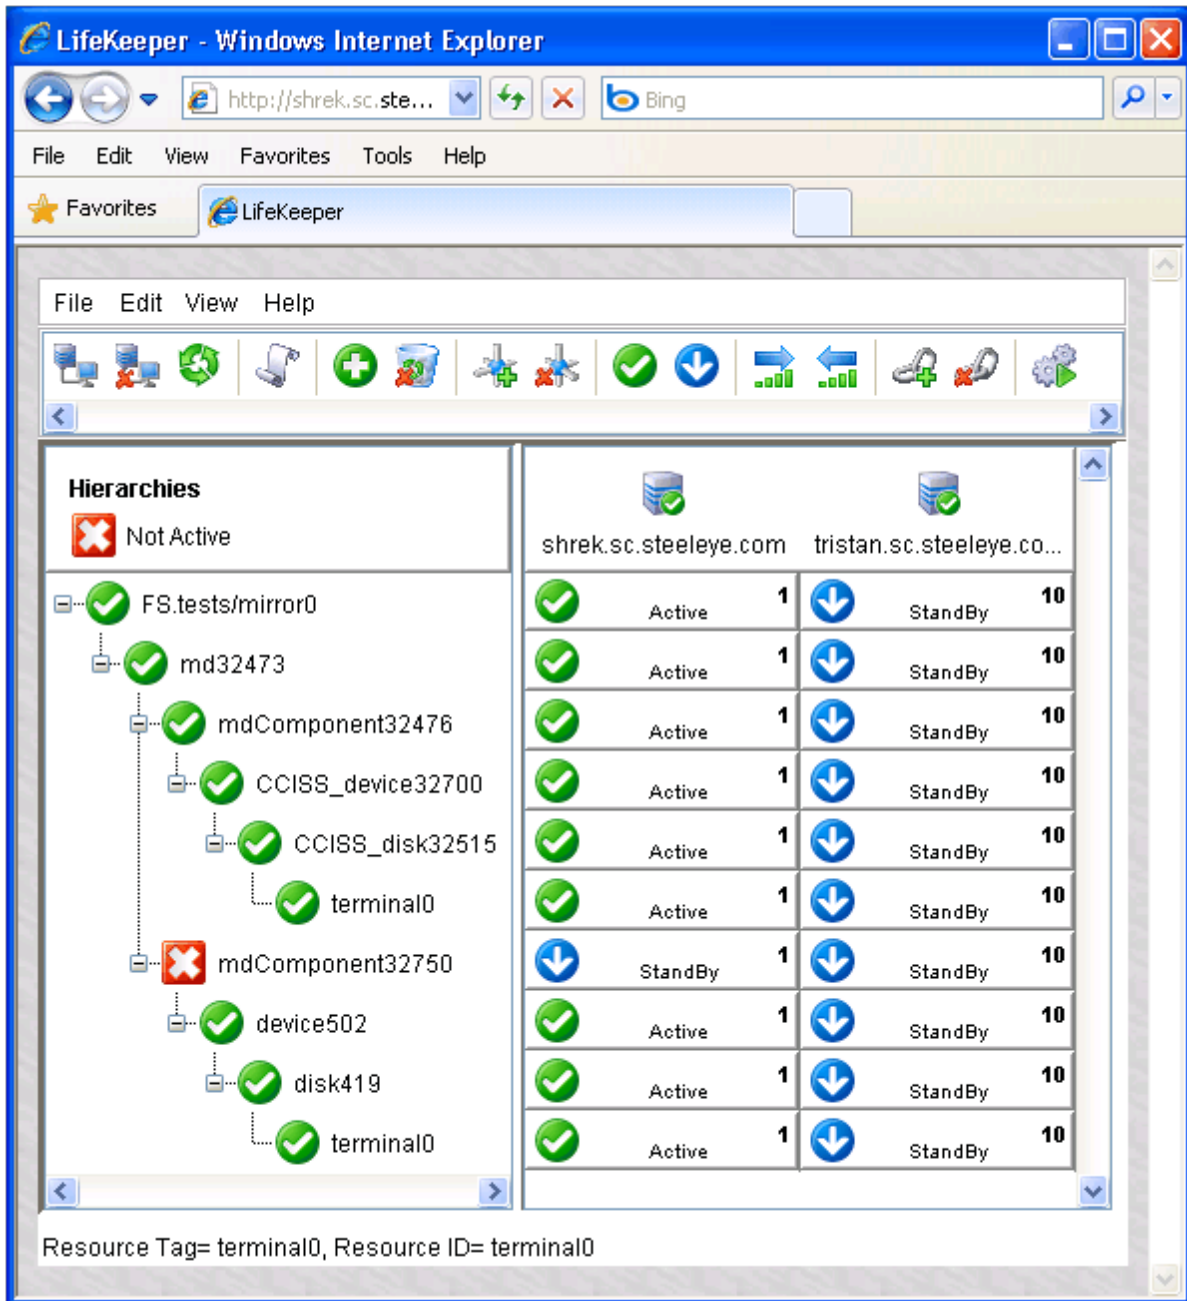 LifeKeeper - Windows Internet Explorer
http://shrek.sc.ste...
Bing
File Edit View Favorites Tools Help
Favorites
LifeKeeper
File Edit View Help
Hierarchies
Not Active
shrek.sc.steeleye.com tristan.sc.steeleye.co...
FS.tests/mirror0 Active 1 StandBy 10
md32473 Active 1 StandBy 10
mdComponent32476 Active 1 StandBy 10
CCISS_device32700 Active 1 StandBy 10
CCISS_disk32515 Active 1 StandBy 10
terminal0 Active 1 StandBy 10
mdComponent32750 StandBy 1 StandBy 10
device502 Active 1 StandBy 10
disk419 Active 1 StandBy 10
terminal0 Active 1 StandBy 10
Resource Tag= terminal0, Resource ID= terminal0